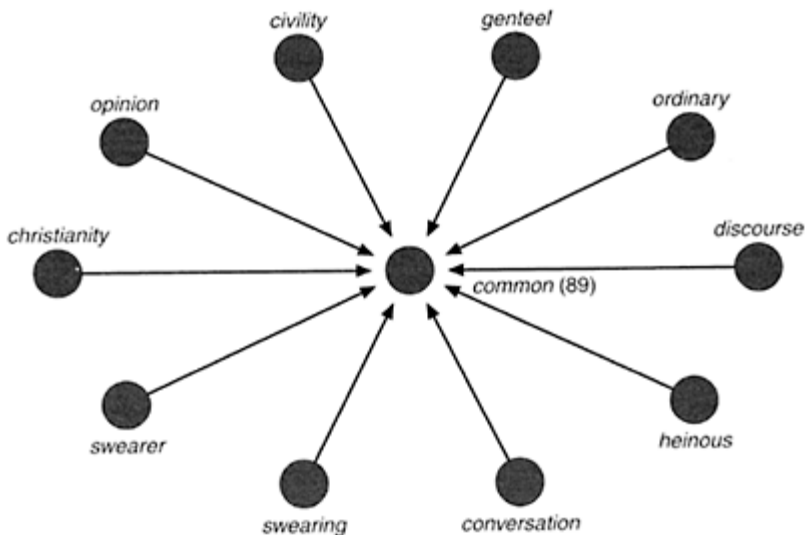 civility
genteel
opinion
ordinary
christianity
discourse
common (89)
swearer
heinous
swearing
conversation